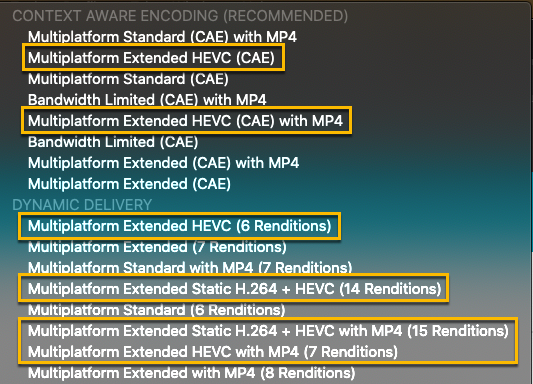 CONTEXT AWARE ENCODING (RECOMMENDED)
Multiplatform Standard (CAE) with MP4
Multiplatform Extended HEVC (CAE)
Multiplatform Standard (CAE)
Bandwidth Limited (CAE) with MP4
Multiplatform Extended HEVC (CAE) with MP4
Bandwidth Limited (CAE)
Multiplatform Extended (CAE) with MP4
Multiplatform Extended (CAE)
DYNAMIC DELIVERY
Multiplatform Extended HEVC (6 Renditions)
Multiplatform Extended (7 Renditions)
Multiplatform Standard with MP4 (7 Renditions)
Multiplatform Extended Static H.264 + HEVC (14 Renditions)
Multiplatform Standard (6 Renditions)
Multiplatform Extended Static H.264 + HEVC with MP4 (15 Renditions)
Multiplatform Extended HEVC with MP4 (7 Renditions)
Multiplatform Extended with MP4 (8 Renditions)